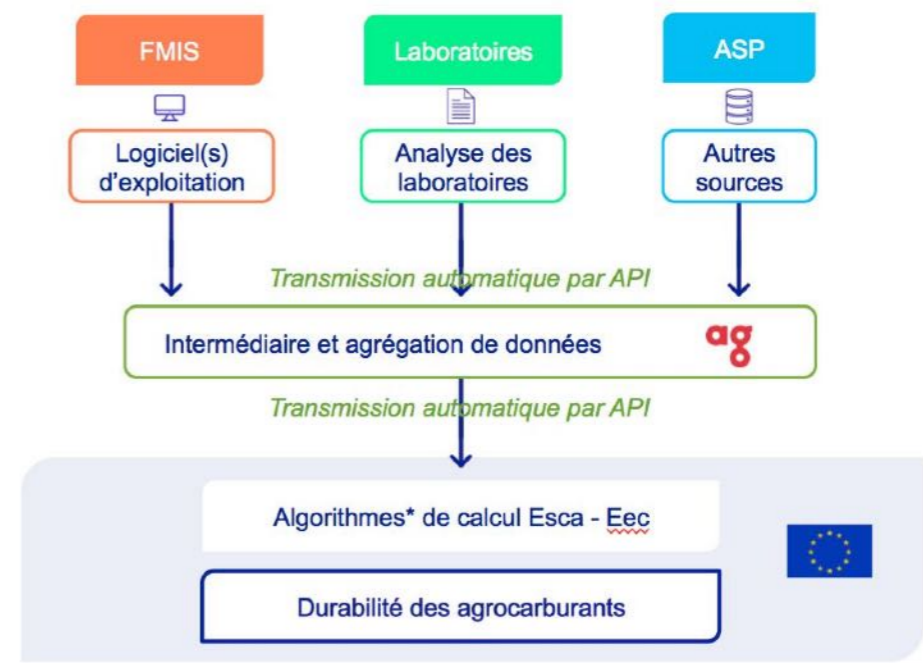 FMIS
Laboratoires
ASP
Logiciel(s)
d'exploitation
Analyse des
laboratoires
Autres
sources
Transmission automatique par API
Intermédiaire et agrégation de données
ag
Transmission automatique par API
Algorithmes* de calcul Esca - Eec
Durabilité des agrocarburants